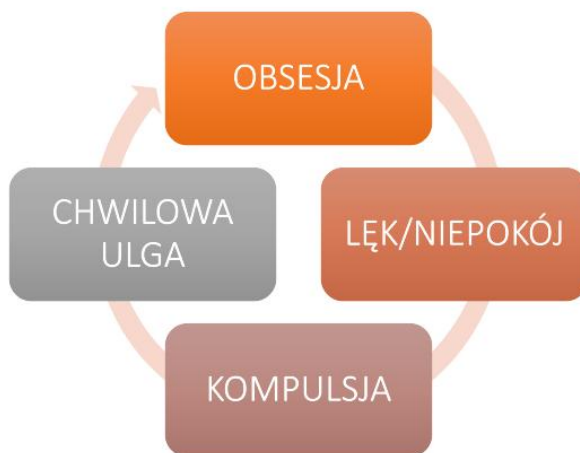 OBSESJA
LĘK/NIEPOKÓJ
KOMPULSJA
CHWILOWA
ULGA